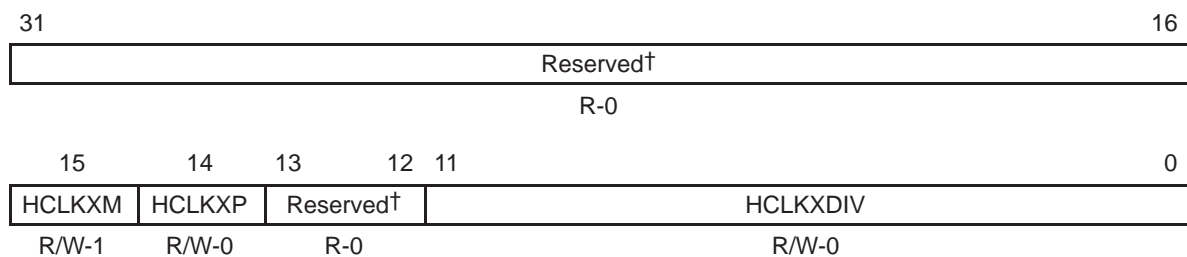 31 16
Reserved†
R-0
15 14 13 12 11 0
HCLKXM HCLKXP Reserved† HCLKXDIV
R/W-1 R/W-0 R-0 R/W-0